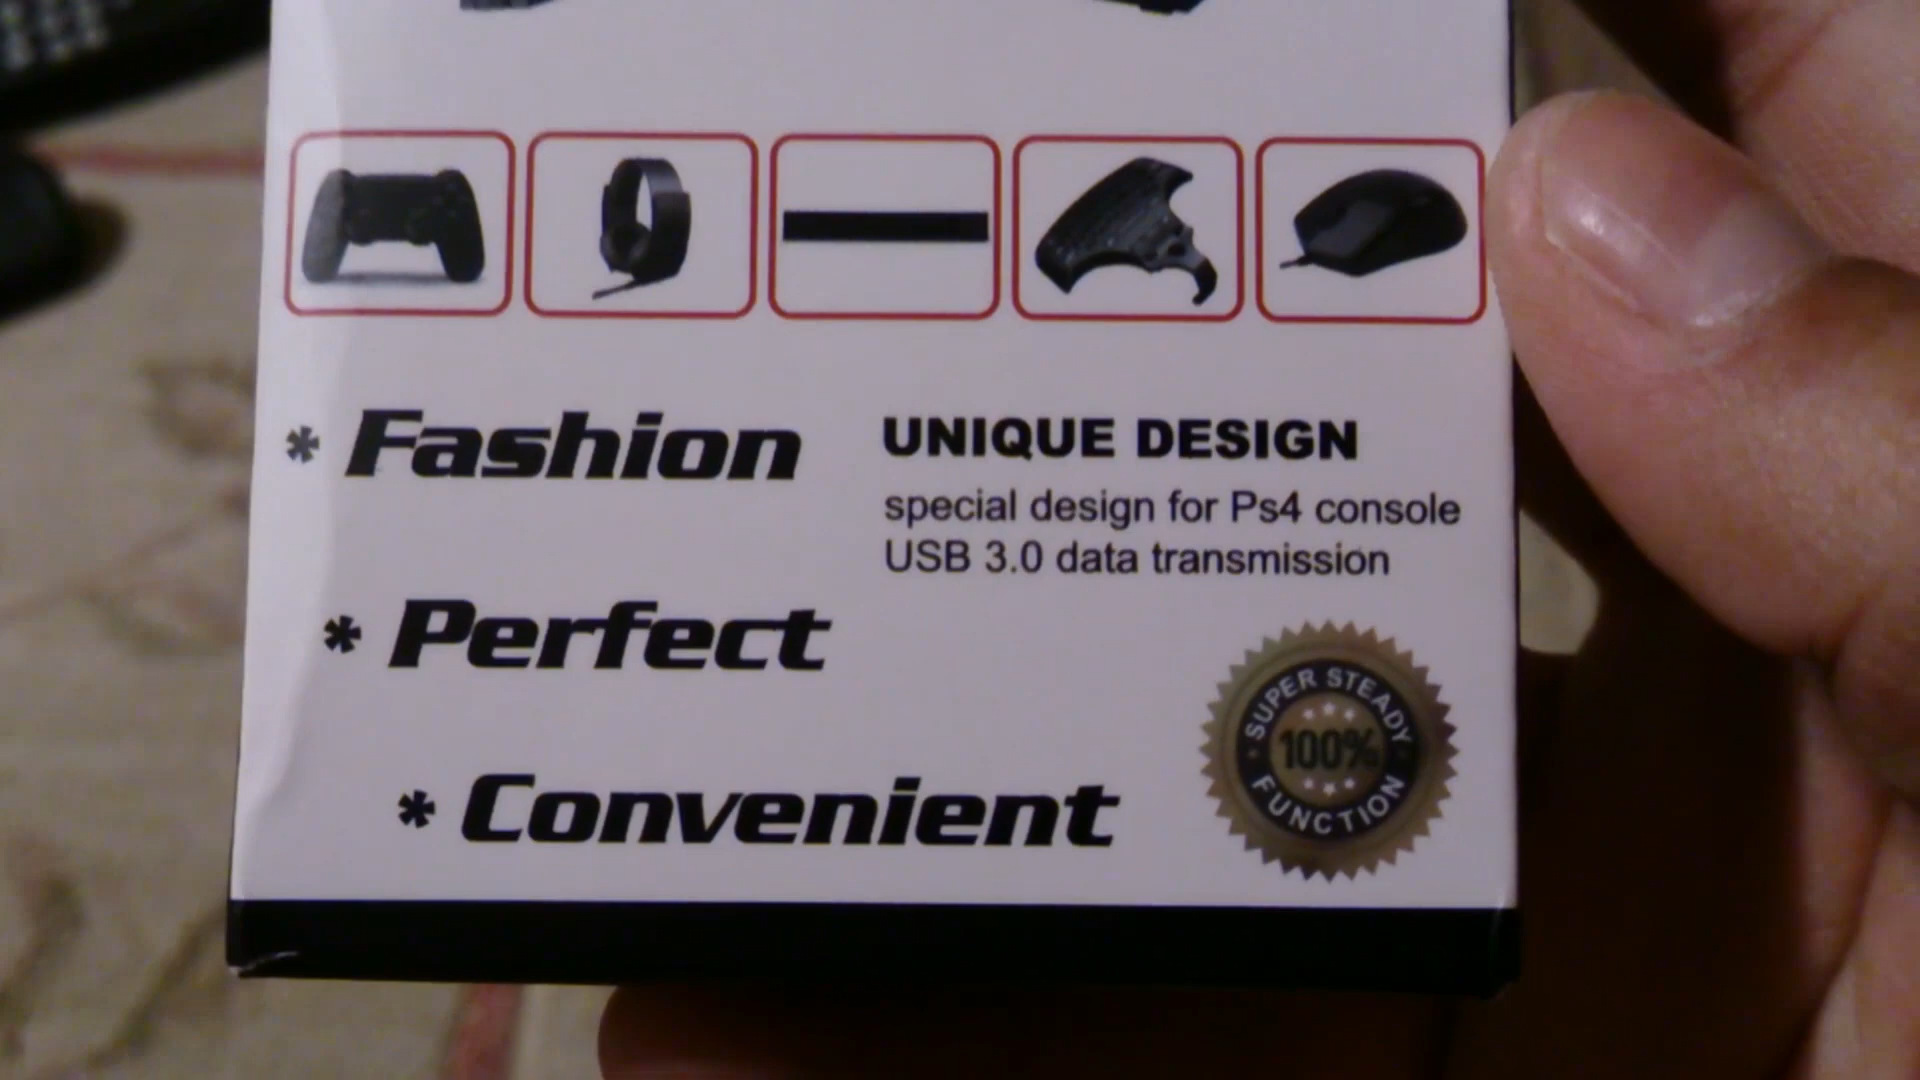 * Fashion
UNIQUE DESIGN
special design for Ps4 console
USB 3.0 data transmission
* Perfect
* Convenient
SUPER STEADY
100%
FUNCTION